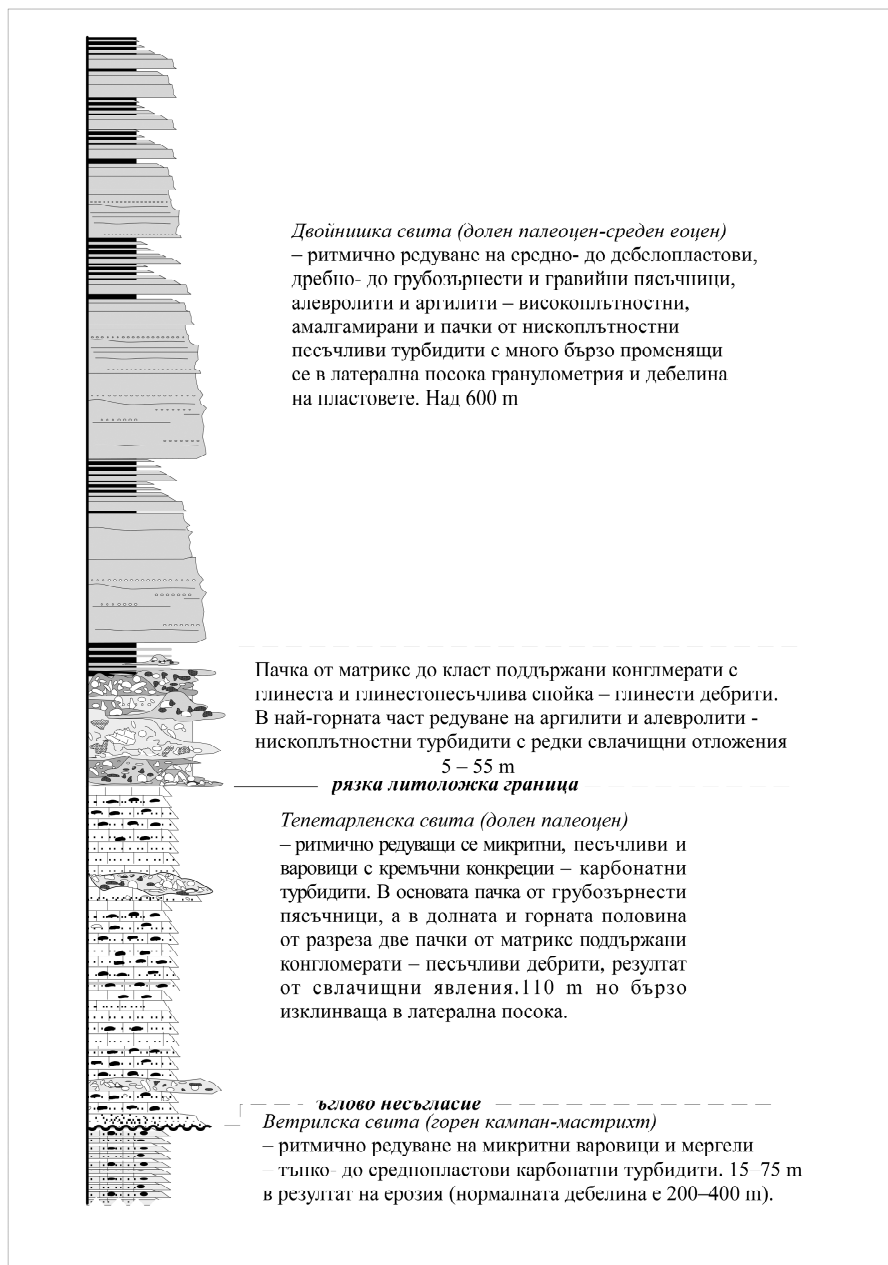 Двойнишка свита (долен палеоцен-среден еоцен)
– ритмично редуване на средно- до дебелопластови,
дребно- до грубозърнести и гравийни пясъчници,
алевролити и аргилити – високоплътностни,
амалгамирани и пачки от нископлътностни
песъчливи турбидити с много бързо променящи
се в латерална посока гранулометрия и дебелина
на пластовете. Над 600 m
Пачка от матрикс до класт поддържани конглмерати с
глинеста и глинестопесъчлива спойка – глинести дебрити.
В най-горната част редуване на аргилити и алевролити -
нископлътностни турбидити с редки свлачищни отложения
5 – 55 m
рязка литоложка граница
Тепетарленска свита (долен палеоцен)
– ритмично редуващи се микритни, песъчливи и
варовици с кремъчни конкреции – карбонатни
турбидити. В основата пачка от грубозърнести
пясъчници, а в долната и горната половина
от разреза две пачки от матрикс поддържани
конгломерати – песъчливи дебрити, резултат
от свлачищни явления.110 m но бързо
изклинваща в латерална посока.
ъглово несъгласие
Ветрилска свита (горен кампан-мастрихт)
– ритмично редуване на микритни варовици и мергели
– тънко- до среднопластови карбонатни турбидити. 15–75 m
в резултат на ерозия (нормалната дебелина е 200–400 m).